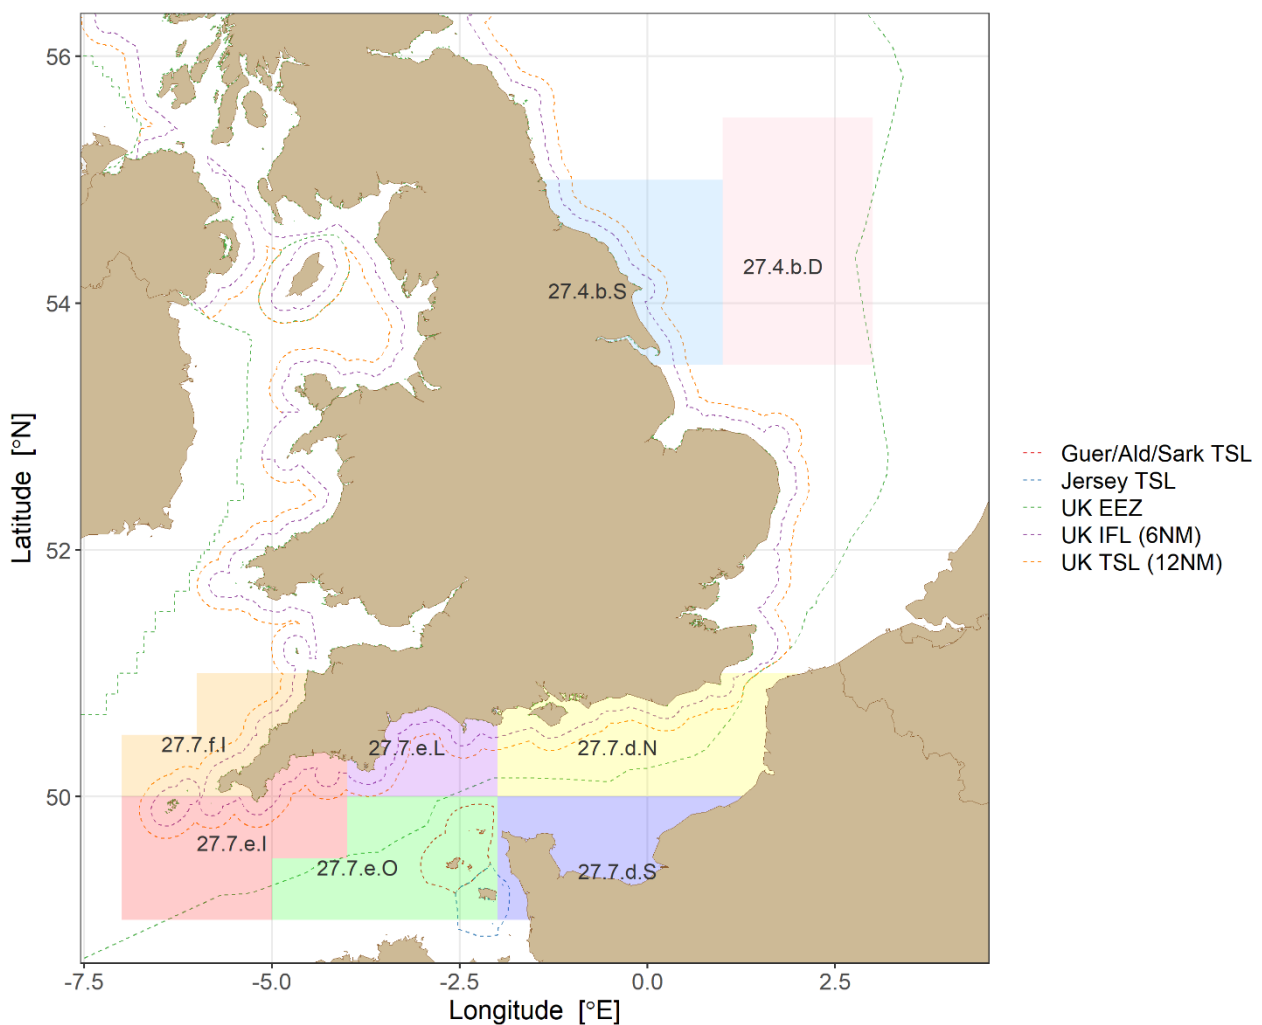 56
54
52
50
Latitude [°N]
-7.5
-5.0
-2.5
0.0
2.5
Longitude [°E]
27.4.b.D
27.4.b.S
27.7.f.I
27.7.e.L
27.7.d.N
27.7.e.I
27.7.e.O
27.7.d.S
Guer/Ald/Sark TSL
Jersey TSL
UK EEZ
UK IFL (6NM)
UK TSL (12NM)